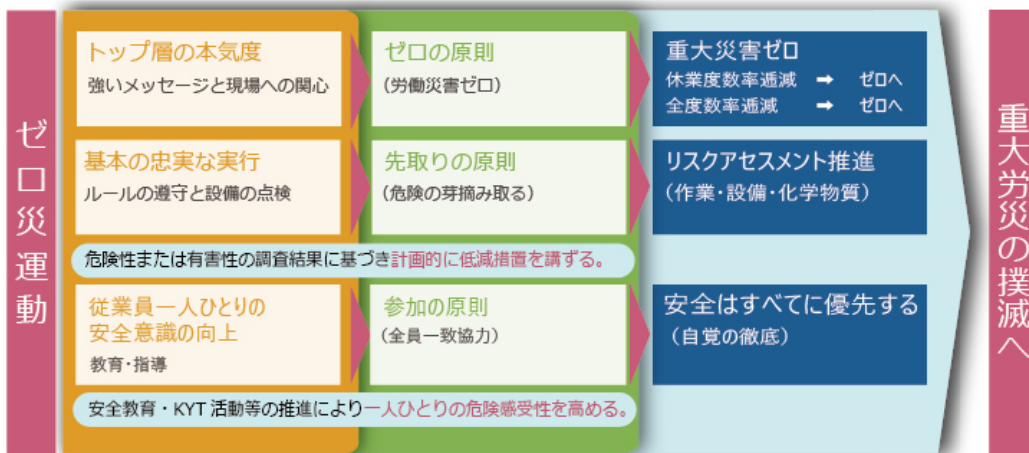 ゼロ災運動
トップ層の本気度
強いメッセージと現場への関心
ゼロの原則
(労働災害ゼロ)
重大災害ゼロ
休業度数率逓減 ➡ ゼロへ
全度数率逓減 ➡ ゼロへ
基本の忠実な実行
ルールの遵守と設備の点検
先取りの原則
(危険の芽摘み取る)
リスクアセスメント推進
(作業・設備・化学物質)
危険性または有害性の調査結果に基づき計画的に低減措置を講ずる。
従業員一人ひとりの
安全意識の向上
教育・指導
参加の原則
(全員一致協力)
安全はすべてに優先する
(自覚の徹底)
安全教育・KYT 活動等の推進により一人ひとりの危険感受性を高める。
重大労災の撲滅へ